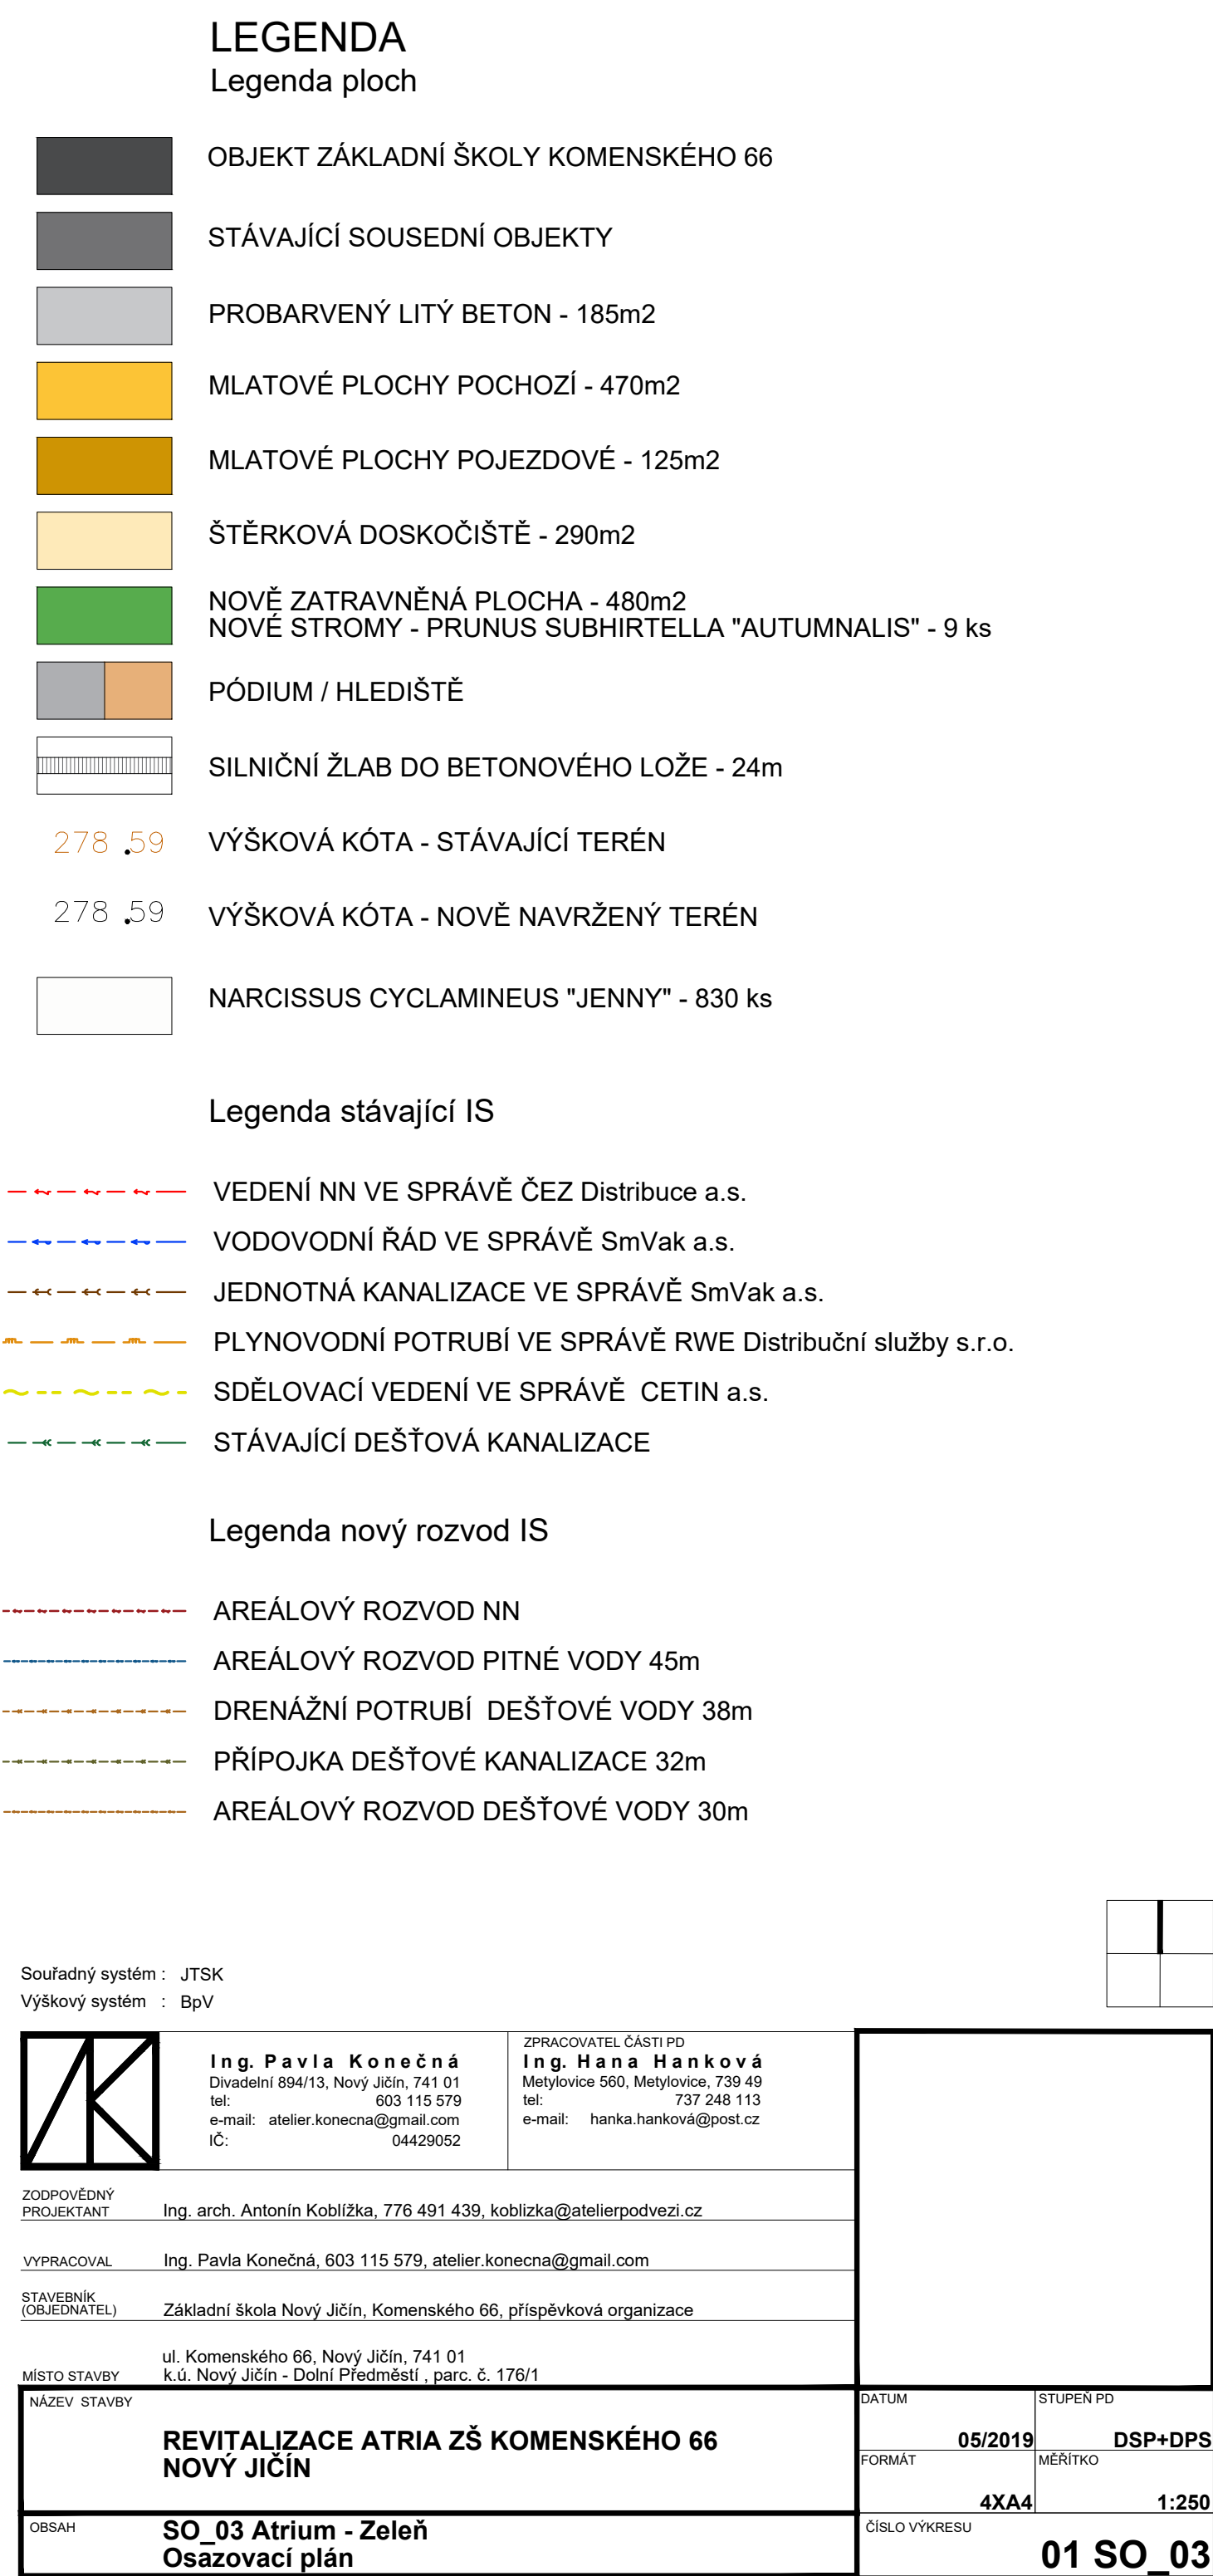 LEGENDA
Legenda ploch
OBJEKT ZÁKLADNÍ ŠKOLY KOMENSKÉHO 66
STÁVAJÍCÍ SOUSEDNÍ OBJEKTY
PROBARVENÝ LITÝ BETON - 185m2
MLATOVÉ PLOCHY POCHOZÍ - 470m2
MLATOVÉ PLOCHY POJEZDOVÉ - 125m2
ŠTĚRKOVÁ DOSKOČIŠTĚ - 290m2
NOVĚ ZATRAVNĚNÁ PLOCHA - 480m2
NOVÉ STROMY - PRUNUS SUBHIRTELLA "AUTUMNALIS" - 9 ks
PÓDIUM / HLEDIŠTĚ
SILNIČNÍ ŽLAB DO BETONOVÉHO LOŽE - 24m
278.59 VÝŠKOVÁ KÓTA - STÁVAJÍCÍ TERÉN
278.59 VÝŠKOVÁ KÓTA - NOVĚ NAVRŽENÝ TERÉN
NARCISSUS CYCLAMINEUS "JENNY" - 830 ks
Legenda stávající IS
VEDENÍ NN VE SPRÁVĚ ČEZ Distribuce a.s.
VODOVODNÍ ŘÁD VE SPRÁVĚ SmVak a.s.
JEDNOTNÁ KANALIZACE VE SPRÁVĚ SmVak a.s.
PLYNOVODNÍ POTRUBÍ VE SPRÁVĚ RWE Distribuční služby s.r.o.
SDĚLOVACÍ VEDENÍ VE SPRÁVĚ CETIN a.s.
STÁVAJÍCÍ DEŠŤOVÁ KANALIZACE
Legenda nový rozvod IS
AREÁLOVÝ ROZVOD NN
AREÁLOVÝ ROZVOD PITNÉ VODY 45m
DRENÁŽNÍ POTRUBÍ DEŠŤOVÉ VODY 38m
PŘÍPOJKA DEŠŤOVÉ KANALIZACE 32m
AREÁLOVÝ ROZVOD DEŠŤOVÉ VODY 30m
Souřadný systém : JTSK
Výškový systém : BpV
Ing. Pavla Konečná
Divadelní 894/13, Nový Jičín, 741 01
tel: 603 115 579
e-mail: atelier.konecna@gmail.com
IČ: 04429052
ZPRACOVATEL ČÁSTI PD
Ing. Hana Hanková
Metylovice 560, Metylovice, 739 49
tel: 737 248 113
e-mail: hanka.hanková@post.cz
ZODPOVĚDNÝ
PROJEKTANT Ing. arch. Antonín Koblížka, 776 491 439, koblizka@atelierpodvezi.cz
VYPRACOVAL Ing. Pavla Konečná, 603 115 579, atelier.konecna@gmail.com
STAVEBNÍK
(OBJEDNATEL) Základní škola Nový Jičín, Komenského 66, příspěvková organizace
ul. Komenského 66, Nový Jičín, 741 01
MÍSTO STAVBY k.ú. Nový Jičín - Dolní Předměstí , parc. č. 176/1
NÁZEV STAVBY
REVITALIZACE ATRIA ZŠ KOMENSKÉHO 66
NOVÝ JIČÍN
DATUM
05/2019
STUPEŇ PD
DSP+DPS
FORMÁT
4XA4
MĚŘÍTKO
1:250
OBSAH
SO_03 Atrium - Zeleň
Osazovací plán
ČÍSLO VÝKRESU
01 SO_03